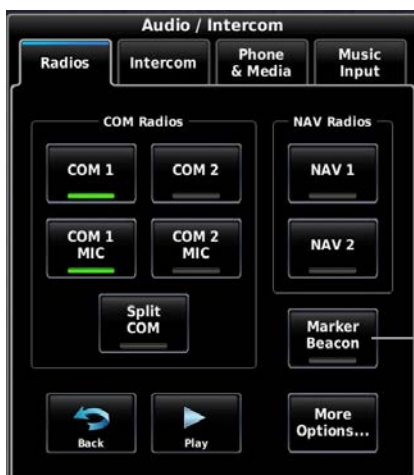 Audio / Intercom
Radios
Intercom
Phone
& Media
Music
Input
COM Radios
NAV Radios
COM 1
COM 2
NAV 1
COM 1
MIC
COM 2
MIC
NAV 2
Split
COM
Marker
Beacon
Back
Play
More
Options...